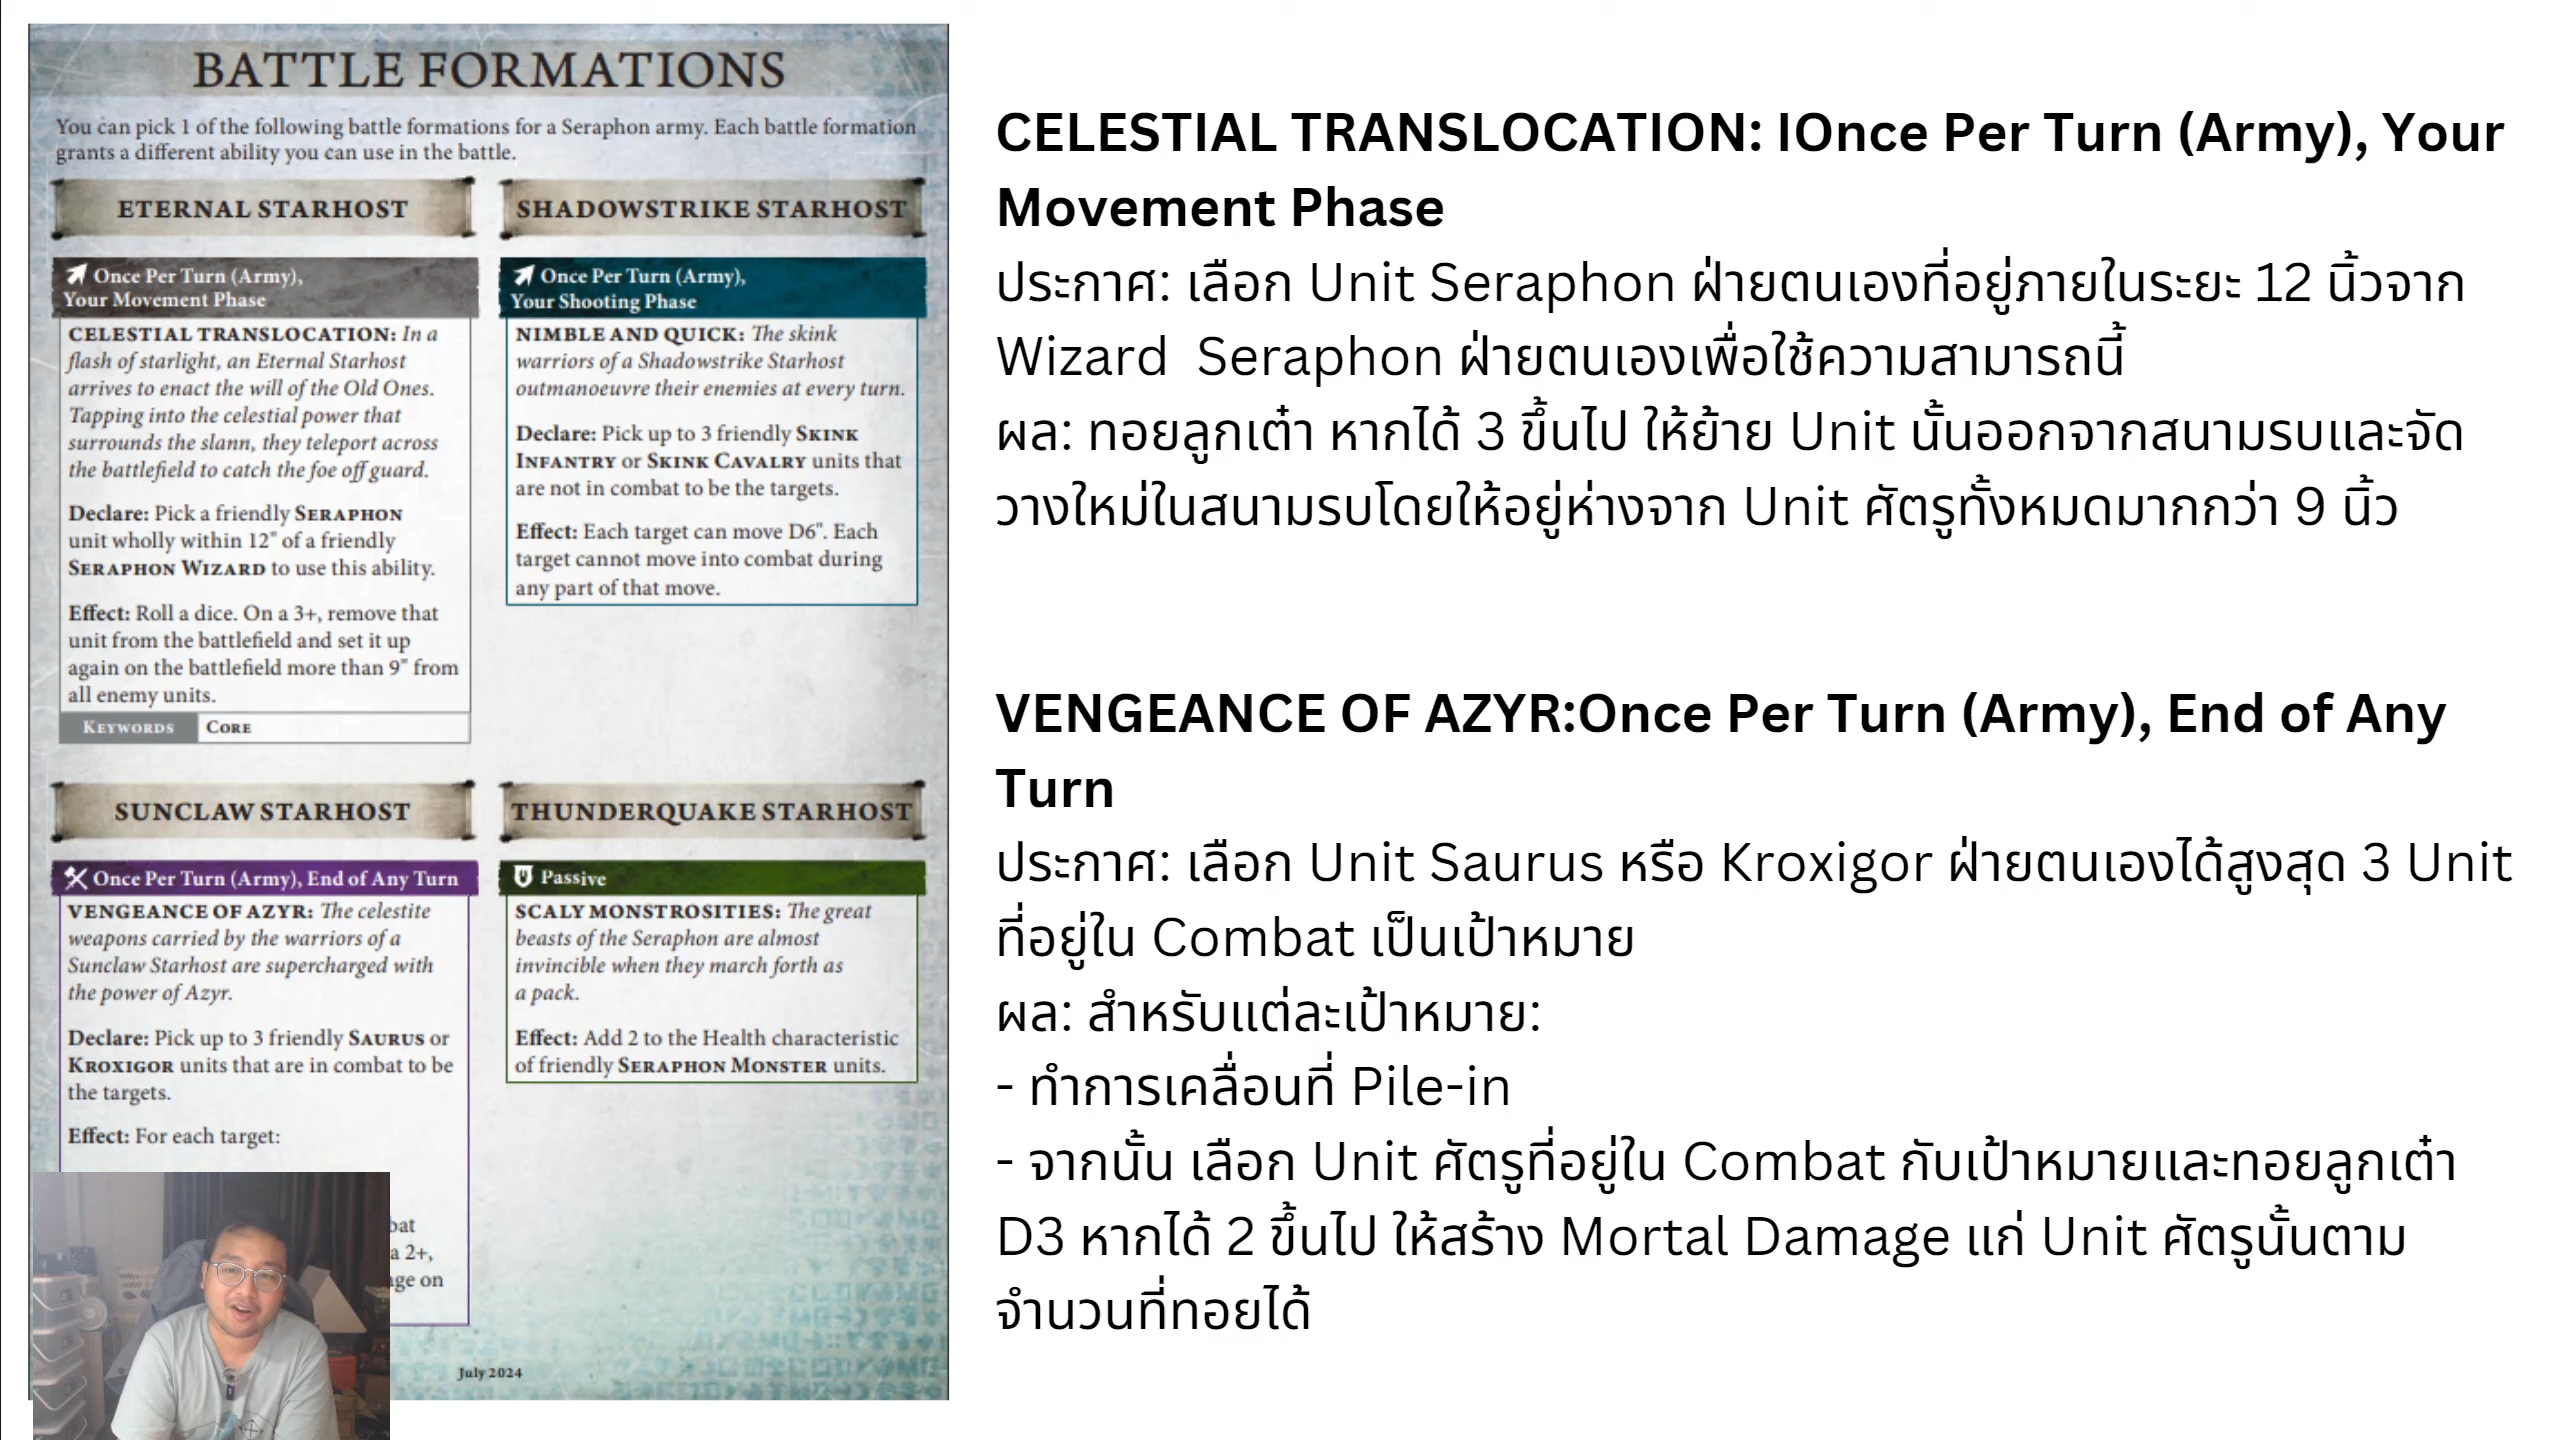 BATTLE FORMATIONS
You can pick 1 of the following battle formations for a Seraphon army. Each battle formation
grants a different ability you can use in the battle.
ETERNAL STARHOST
Once Per Turn (Army),
Your Movement Phase
CELESTIAL TRANSLOCATION: In a
flash of starlight, an Eternal Starhost
arrives to enact the will of the Old Ones.
Tapping into the celestial power that
surrounds the slann, they teleport across
the battlefield to catch the foe off guard.
Declare: Pick a friendly SERAPHON
unit wholly within 12" of a friendly
SERAPHON WIZARD to use this ability.
Effect: Roll a dice. On a 3+, remove that
unit from the battlefield and set it up
again on the battlefield more than 9" from
all enemy units.
KEYWORDS CORE
SHADOWSTRIKE STARHOST
Once Per Turn (Army),
Your Shooting Phase
NIMBLE AND QUICK: The skink
warriors of a Shadowstrike Starhost
outmanoeuvre their enemies at every turn.
Declare: Pick up to 3 friendly SKINK
INFANTRY or SKINK CAVALRY units that
are not in combat to be the targets.
Effect: Each target can move D6". Each
target cannot move into combat during
any part of that move.
SUNCLAW STARHOST
Once Per Turn (Army), End of Any Turn
VENGEANCE OF AZYR: The celestite
weapons carried by the warriors of a
Sunclaw Starhost are supercharged with
the power of Azyr.
Declare: Pick up to 3 friendly SAURUS or
KROXIGOR units that are in combat to be
the targets.
Effect: For each target:
a 2+,
on
THUNDERQUAKE STARHOST
Passive
SCALY MONSTROSITIES: The great
beasts of the Seraphon are almost
invincible when they march forth as
a pack.
Effect: Add 2 to the Health characteristic
of friendly SERAPHON MONSTER units.
July 2024
CELESTIAL TRANSLOCATION: IOnce Per Turn (Army), Your
Movement Phase
ประกาศ: เลือก Unit Seraphon ฝ่ายตนเองที่อยู่ภายในระยะ 12 นิ้วจาก
Wizard Seraphon ฝ่ายตนเองเพื่อใช้ความสามารถนี้
ผล: ทอยลูกเต๋า หากได้ 3 ขึ้นไป ให้ย้าย Unit นั้นออกจากสนามรบและจัด
วางใหม่ในสนามรบโดยให้อยู่ห่างจาก Unit ศัตรูทั้งหมดมากกว่า 9 นิ้ว
VENGEANCE OF AZYR:Once Per Turn (Army), End of Any
Turn
ประกาศ: เลือก Unit Saurus หรือ Kroxigor ฝ่ายตนเองได้สูงสุด 3 Unit
ที่อยู่ใน Combat เป็นเป้าหมาย
ผล: สำหรับแต่ละเป้าหมาย:
- ทำการเคลื่อนที่ Pile-in
- จากนั้น เลือก Unit ศัตรูที่อยู่ใน Combat กับเป้าหมายและทอยลูกเต๋า
D3 หากได้ 2 ขึ้นไป ให้สร้าง Mortal Damage แก่ Unit ศัตรูนั้นตาม
จำนวนที่ทอยได้